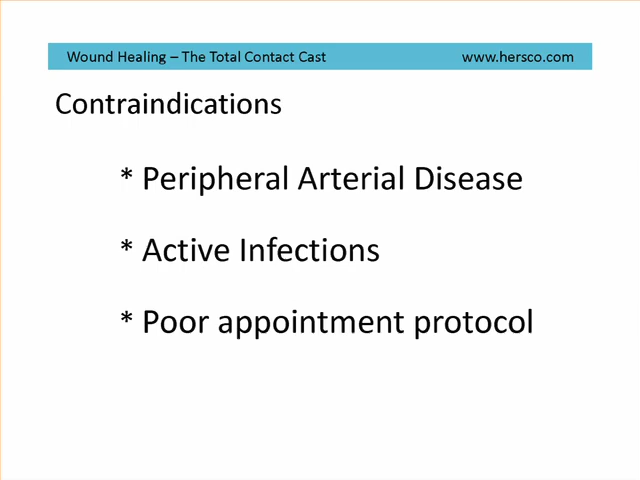 Wound Healing – The Total Contact Cast www.hersco.com
Contraindications
* Peripheral Arterial Disease
* Active Infections
* Poor appointment protocol